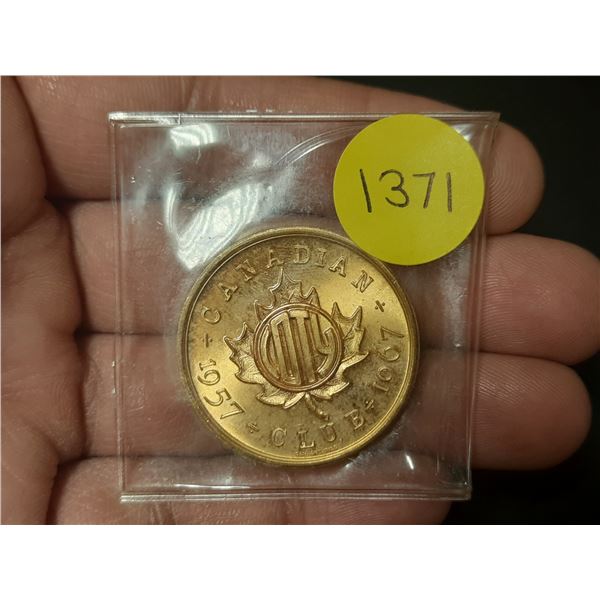 1371
CANADIAN
1957 + CLUB + 1967